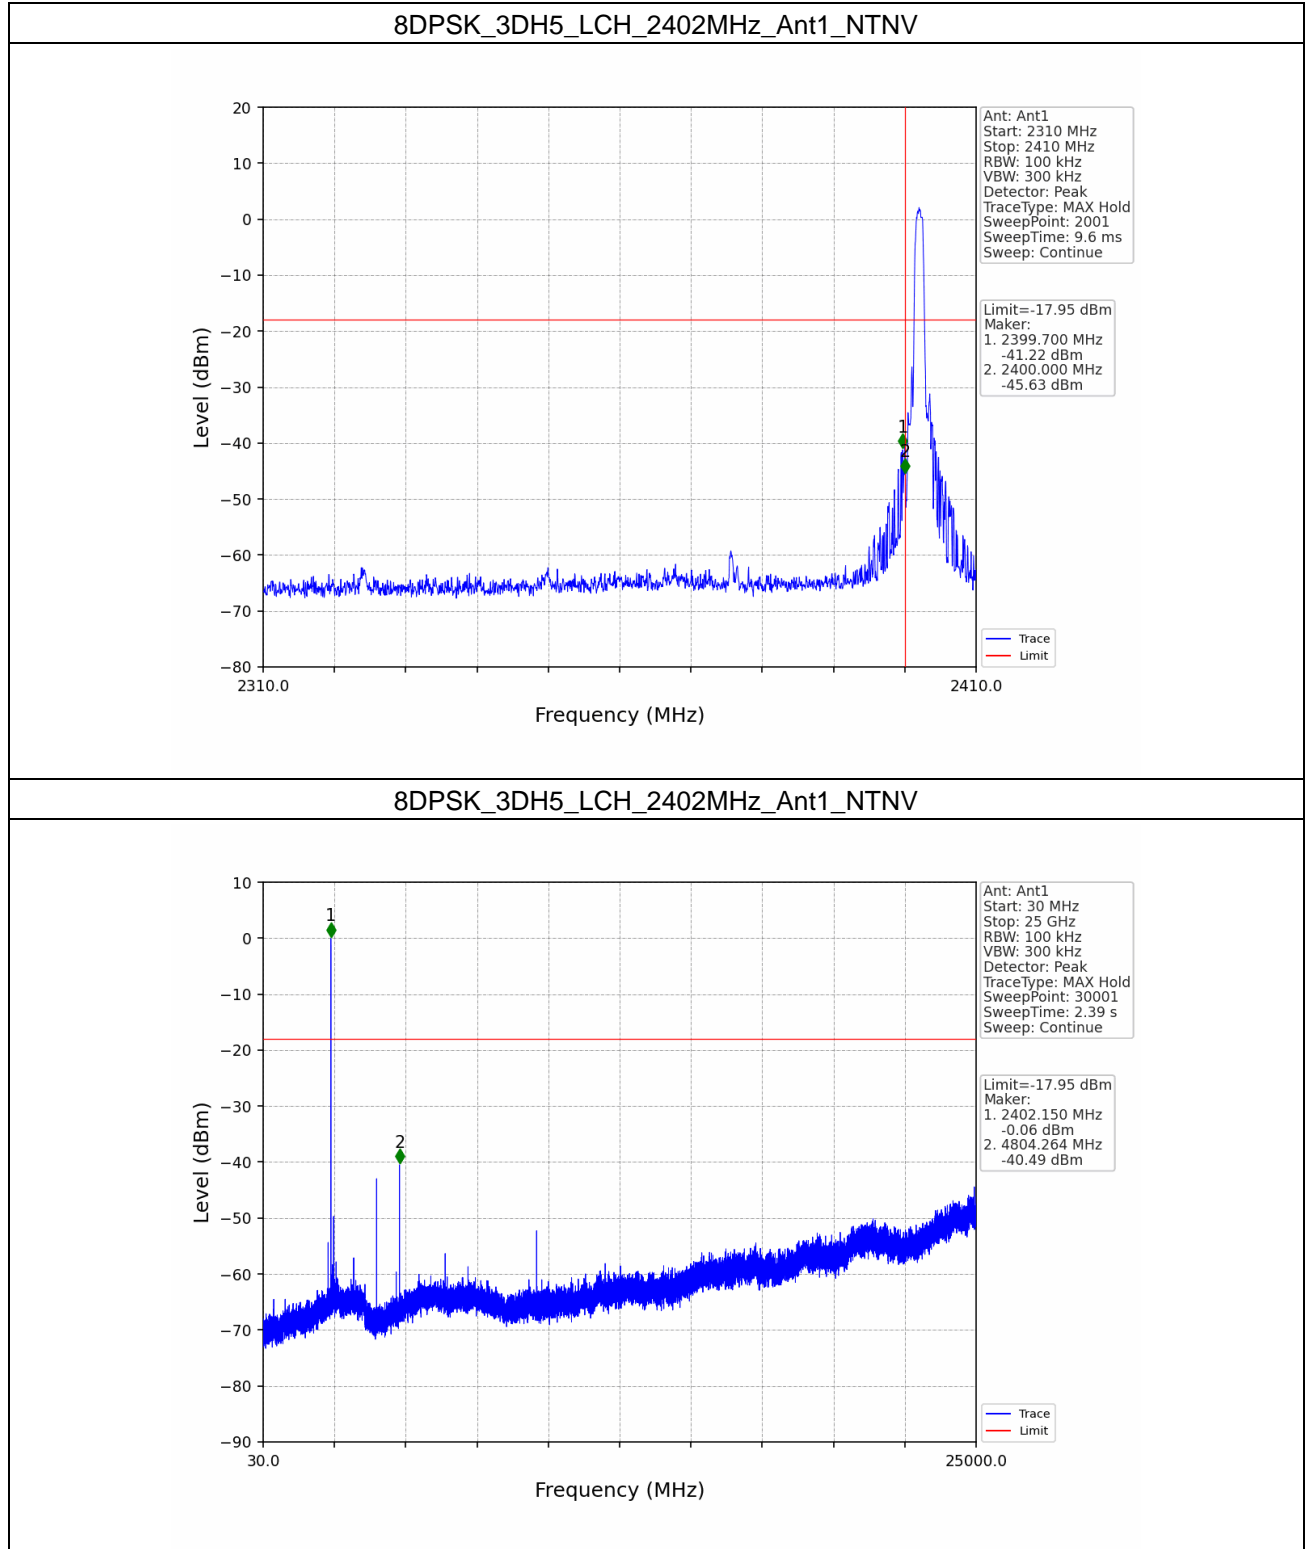 8DPSK_3DH5_LCH_2402MHz_Ant1_NTNV
20
10
0
−10
−20
−30
−40
−50
−60
−70
−80
Level (dBm)
2310.0
2410.0
Frequency (MHz)
1
2
Ant: Ant1
Start: 2310 MHz
Stop: 2410 MHz
RBW: 100 kHz
VBW: 300 kHz
Detector: Peak
TraceType: MAX Hold
SweepPoint: 2001
SweepTime: 9.6 ms
Sweep: Continue
Limit=-17.95 dBm
Maker:
1. 2399.700 MHz
-41.22 dBm
2. 2400.000 MHz
-45.63 dBm
Trace
Limit
8DPSK_3DH5_LCH_2402MHz_Ant1_NTNV
10
0
−10
−20
−30
−40
−50
−60
−70
−80
−90
Level (dBm)
30.0
25000.0
Frequency (MHz)
1
2
Ant: Ant1
Start: 30 MHz
Stop: 25 GHz
RBW: 100 kHz
VBW: 300 kHz
Detector: Peak
TraceType: MAX Hold
SweepPoint: 30001
SweepTime: 2.39 s
Sweep: Continue
Limit=-17.95 dBm
Maker:
1. 2402.150 MHz
-0.06 dBm
2. 4804.264 MHz
-40.49 dBm
Trace
Limit